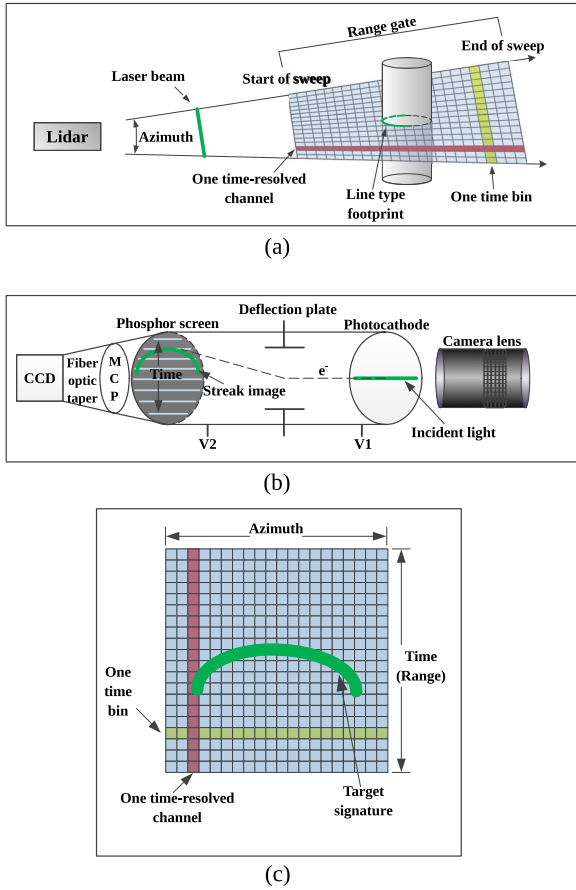 Range gate
End of sweep
Start of sweep
Laser beam
Lidar
Azimuth
One time-resolved
channel
Line type
footprint
One time bin
(a)
Deflection plate
Phosphor screen
Photocathode
Camera lens
CCD
Fiber
optic
taper
M
C
P
Time
Streak image
e-
Incident light
V2
V1
(b)
Azimuth
Time
(Range)
One
time
bin
One time-resolved
channel
Target
signature
(c)